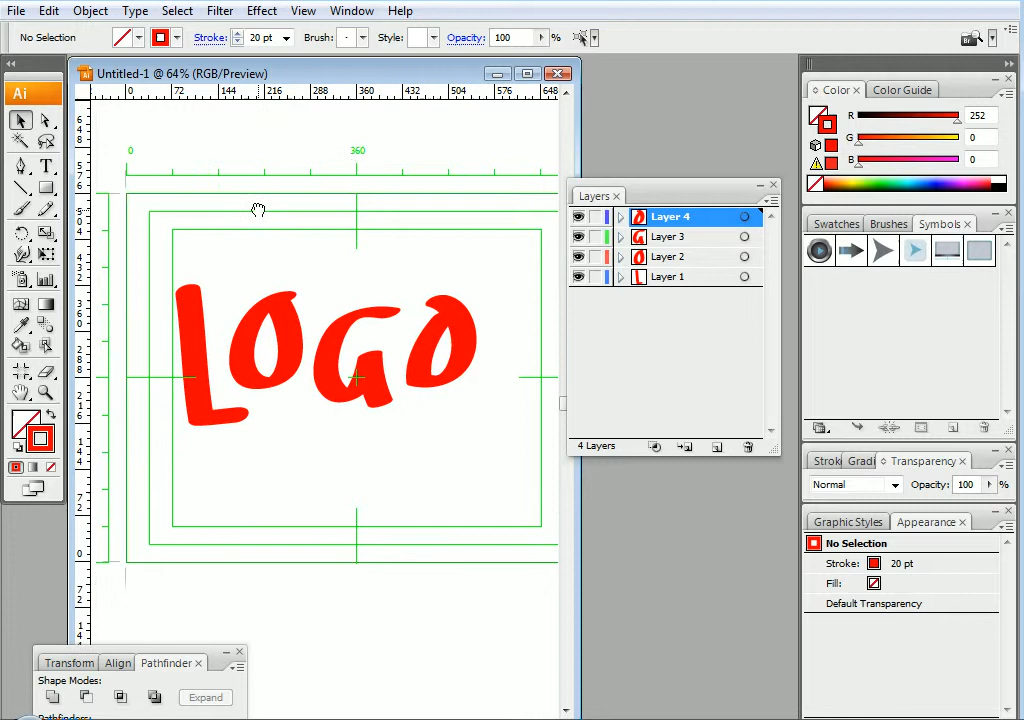 File Edit Object Type Select Filter Effect View Window Help
No Selection Stroke: 20 pt Brush: - Style: Opacity: 100 % Br
Ai Untitled-1 @ 64% (RGB/Preview)
Ai
0 72 144 216 288 360 432 504 576 648
0 360
LOGO
Layers ×
Layer 4
Layer 3
Layer 2
Layer 1
4 Layers
Color × Color Guide
R 252
G 0
B 0
Swatches Brushes Symbols ×
Strok Gradi Transparency ×
Normal Opacity: 100 %
Graphic Styles Appearance ×
No Selection
Stroke: 20 pt
Fill:
Default Transparency
Transform Align Pathfinder ×
Shape Modes:
Expand
Pathfinders: